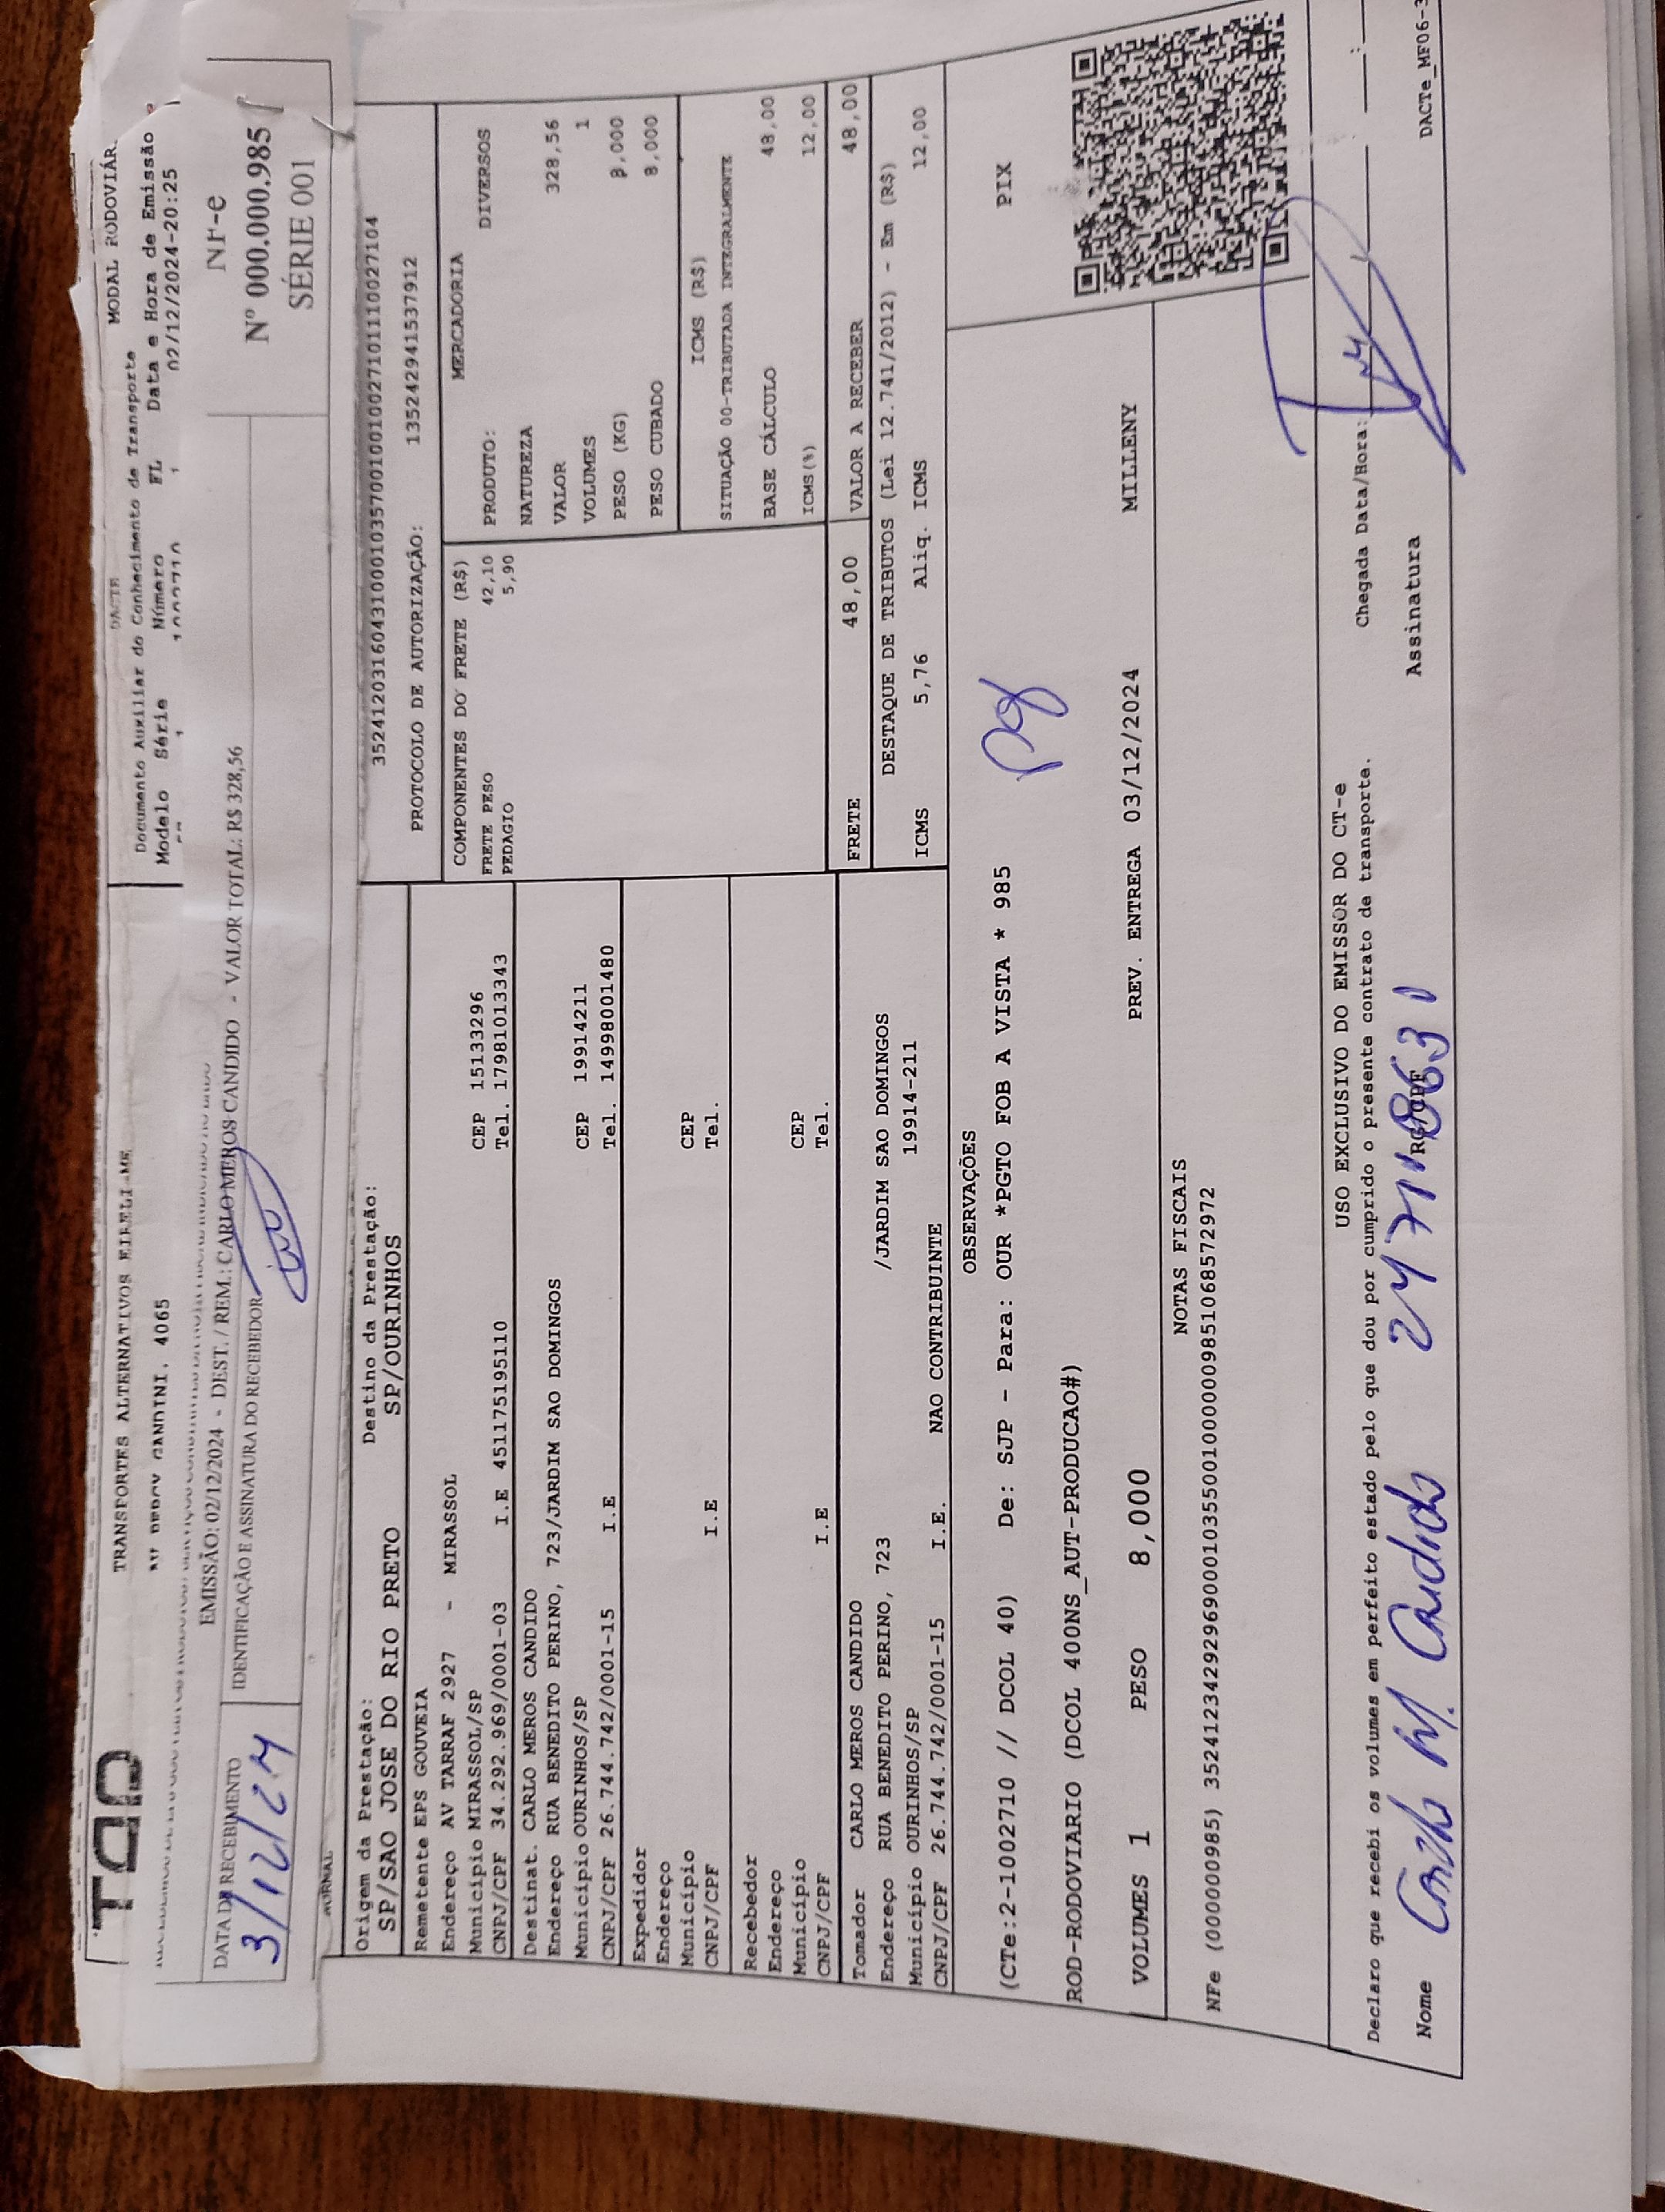 TRANSPORTES ALTERNATIVOS EIRELI-ME
4065
DACTE
MODAL RODOVIÁR
Documento Auxiliar do Conhecimento de Transporte
Modelo Série Número FL Data e Hora de Emissão
02/12/2024-20:25
EMISSÃO: 02/12/2024 - DEST. / REM.: CARLO MEROS CANDIDO - VALOR TOTAL: R$ 328,56
DATA DE RECEBIMENTO
3/12/24
IDENTIFICAÇÃO E ASSINATURA DO RECEBEDOR
NF-e
Nº 000.000.985
SÉRIE 001
NORMAL
Origem da Prestação: Destino da Prestação:
SP/SAO JOSE DO RIO PRETO SP/OURINHOS
Remetente EPS GOUVEIA
Endereço AV TARRAF 2927 - MIRASSOL
Município MIRASSOL/SP CEP 15133296
CNPJ/CPF 34.292.969/0001-03 I.E 451175195110 Tel. 17981013343
Destinat. CARLO MEROS CANDIDO
Endereço RUA BENEDITO PERINO, 723/JARDIM SAO DOMINGOS
Município OURINHOS/SP CEP 19914211
CNPJ/CPF 26.744.742/0001-15 I.E Tel. 14998001480
Expedidor
Endereço
Município CEP
CNPJ/CPF I.E Tel.
Recebedor
Endereço
Município CEP
CNPJ/CPF I.E Tel.
Tomador CARLO MEROS CANDIDO
Endereço RUA BENEDITO PERINO, 723 /JARDIM SAO DOMINGOS
Município OURINHOS/SP 19914-211
CNPJ/CPF 26.744.742/0001-15 I.E. NAO CONTRIBUINTE
35241203160431000103570010010027101110027104
PROTOCOLO DE AUTORIZAÇÃO: 135242941537912
COMPONENTES DO FRETE (R$)
FRETE PESO 42,10
PEDAGIO 5,90
MERCADORIA
PRODUTO: DIVERSOS
NATUREZA
VALOR 328,56
VOLUMES 1
PESO (KG) 8,000
PESO CUBADO 8,000
ICMS (R$)
SITUAÇÃO 00-TRIBUTADA INTEGRALMENTE
BASE CÁLCULO 48,00
ICMS(%) 12,00
FRETE 48,00 VALOR A RECEBER 48,00
DESTAQUE DE TRIBUTOS (Lei 12.741/2012) - Em (R$)
ICMS 5,76 Aliq. ICMS 12,00
OBSERVAÇÕES
(CTe:2-1002710 // DCOL 40) De: SJP - Para: OUR *PGTO FOB A VISTA * 985
ROD-RODOVIARIO (DCOL 400NS_AUT-PRODUCAO#)
VOLUMES 1 PESO 8,000 PREV. ENTREGA 03/12/2024 MILLENY
PIX
NOTAS FISCAIS
NFe (000000985) 35241234292969000103550010000009851068572972
USO EXCLUSIVO DO EMISSOR DO CT-e
Declaro que recebi os volumes em perfeito estado pelo que dou por cumprido o presente contrato de transporte.
Chegada Data/Hora: :
Nome Carlo M. Candido RG/CPF Assinatura
DACTe_MF06-3